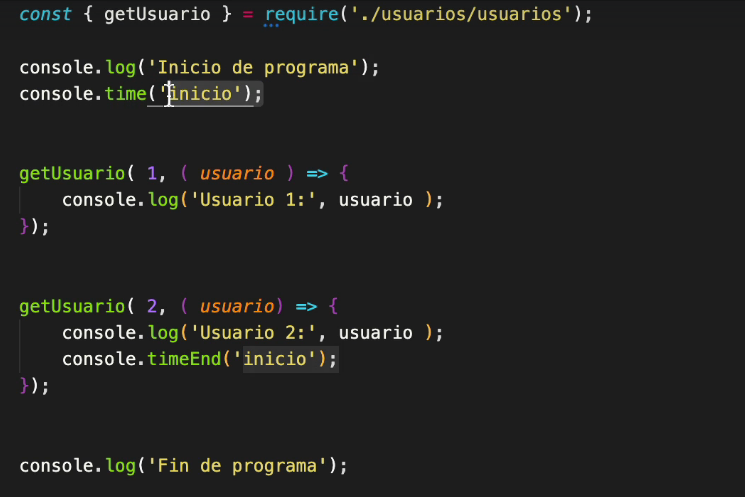 const { getUsuario } = require('./usuarios/usuarios');
console.log('Inicio de programa');
console.time('inicio');
getUsuario( 1, ( usuario ) => {
console.log('Usuario 1:', usuario );
});
getUsuario( 2, ( usuario) => {
console.log('Usuario 2:', usuario );
console.timeEnd('inicio');
});
console.log('Fin de programa');